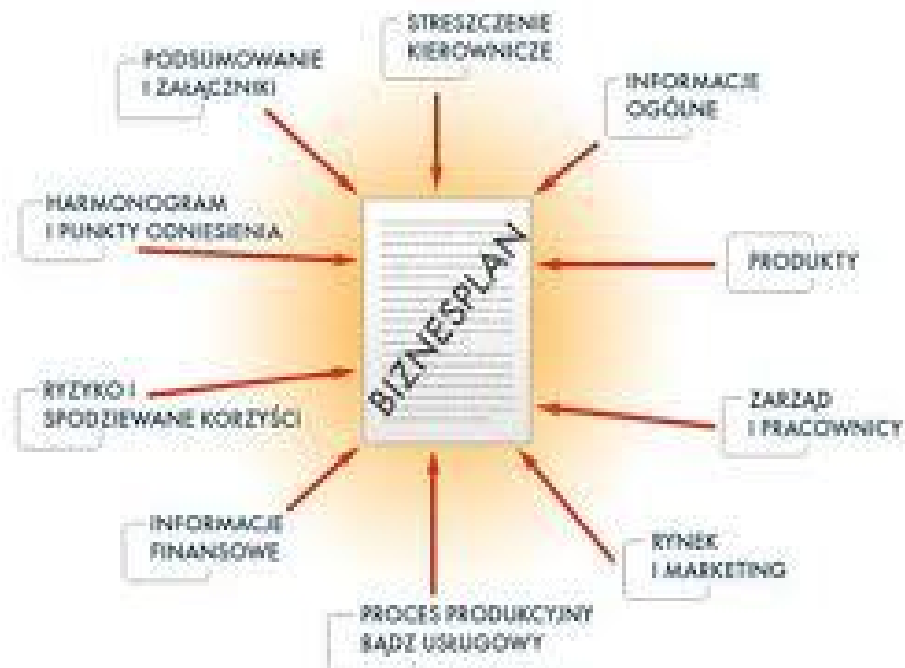 STRESZCZENIE
KIEROWNICZE
INFORMACJE
OGÓLNE
PRODUKTY
ZARZĄD
I PRACOWNICY
RYNEK
I MARKETING
PROCES PRODUKCYJNY
BĄDZ USŁUGOWY
INFORMACJE
FINANSOWE
RYZYKO I
SPODZIEWANE KORZYŚCI
HARMONOGRAM
I PUNKTY ODNIESIENIA
PODSUMOWANIE
I ZAŁĄCZNIKI
BIZNESPLAN